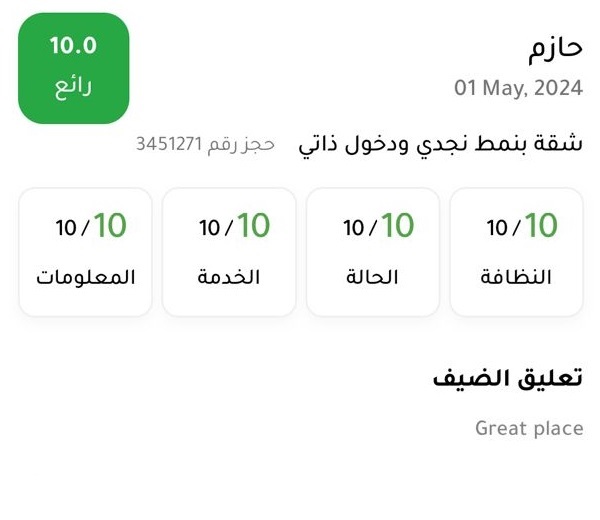 حازم
01 May, 2024
10.0
رائع
شقة بنمط نجدي ودخول ذاتي حجز رقم 3451271
10 / 10 10 / 10 10 / 10 10 / 10
النظافة الحالة الخدمة المعلومات
تعليق الضيف
Great place